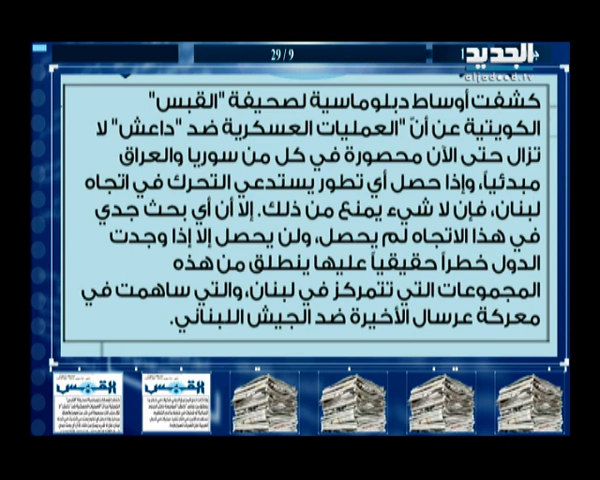 الجديد
aljadeed.tv
29/9
كشفت أوساط دبلوماسية لصحيفة "القبس"
الكويتية عن أنّ "العمليات العسكرية ضد "داعش" لا
تزال حتى الآن محصورة في كل من سوريا والعراق
مبدئياً، وإذا حصل أي تطور يستدعي التحرك في اتجاه
لبنان، فإن لا شيء يمنع من ذلك. إلا أن أي بحث جدي
في هذا الاتجاه لم يحصل، ولن يحصل إلا إذا وجدت
الدول خطراً حقيقياً عليها ينطلق من هذه
المجموعات التي تتمركز في لبنان، والتي ساهمت في
معركة عرسال الأخيرة ضد الجيش اللبناني.
القبس
القبس